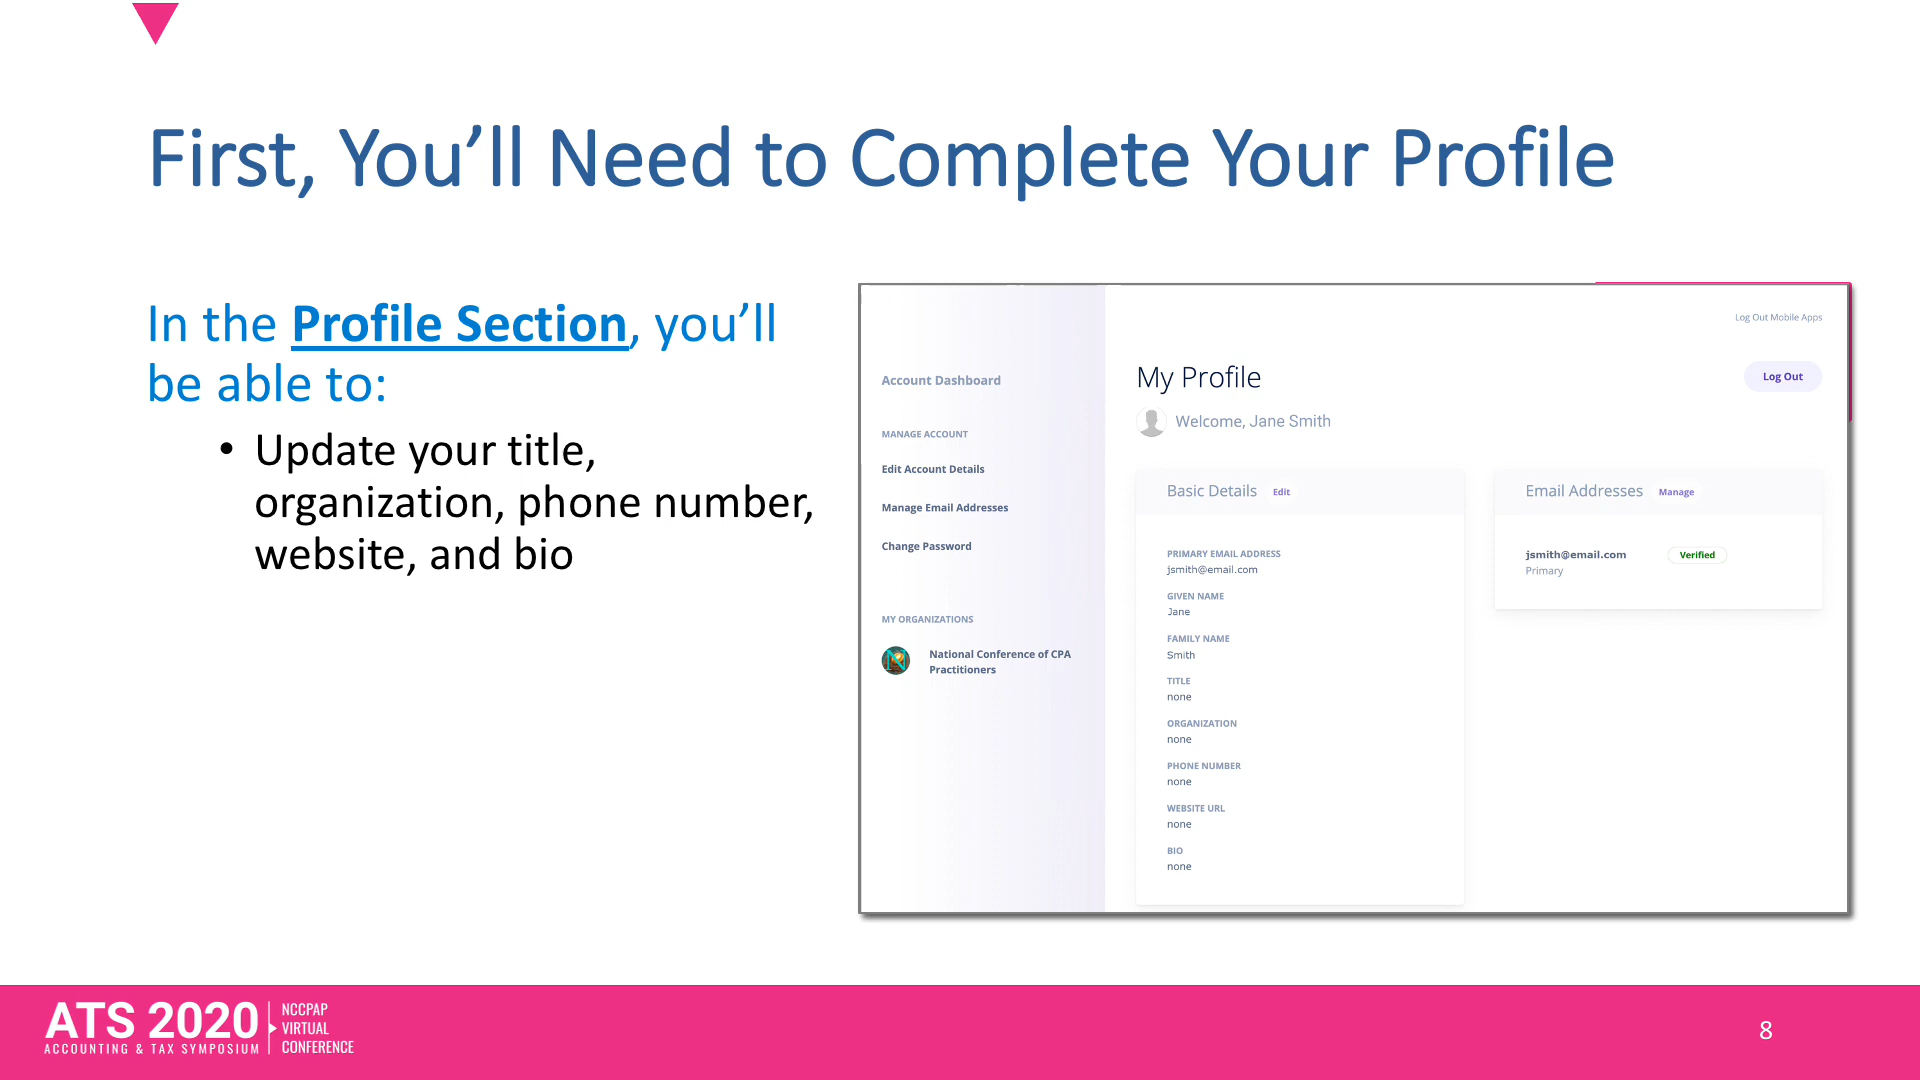 First, You’ll Need to Complete Your Profile
In the Profile Section, you’ll
be able to:
• Update your title,
organization, phone number,
website, and bio
Log Out Mobile Apps
Account Dashboard
MANAGE ACCOUNT
Edit Account Details
Manage Email Addresses
Change Password
MY ORGANIZATIONS
National Conference of CPA
Practitioners
My Profile
Log Out
Welcome, Jane Smith
Basic Details Edit
PRIMARY EMAIL ADDRESS
jsmith@email.com
GIVEN NAME
Jane
FAMILY NAME
Smith
TITLE
none
ORGANIZATION
none
PHONE NUMBER
none
WEBSITE URL
none
BIO
none
Email Addresses Manage
jsmith@email.com Verified
Primary
ATS 2020
ACCOUNTING & TAX SYMPOSIUM
NCCPAP
VIRTUAL
CONFERENCE
8